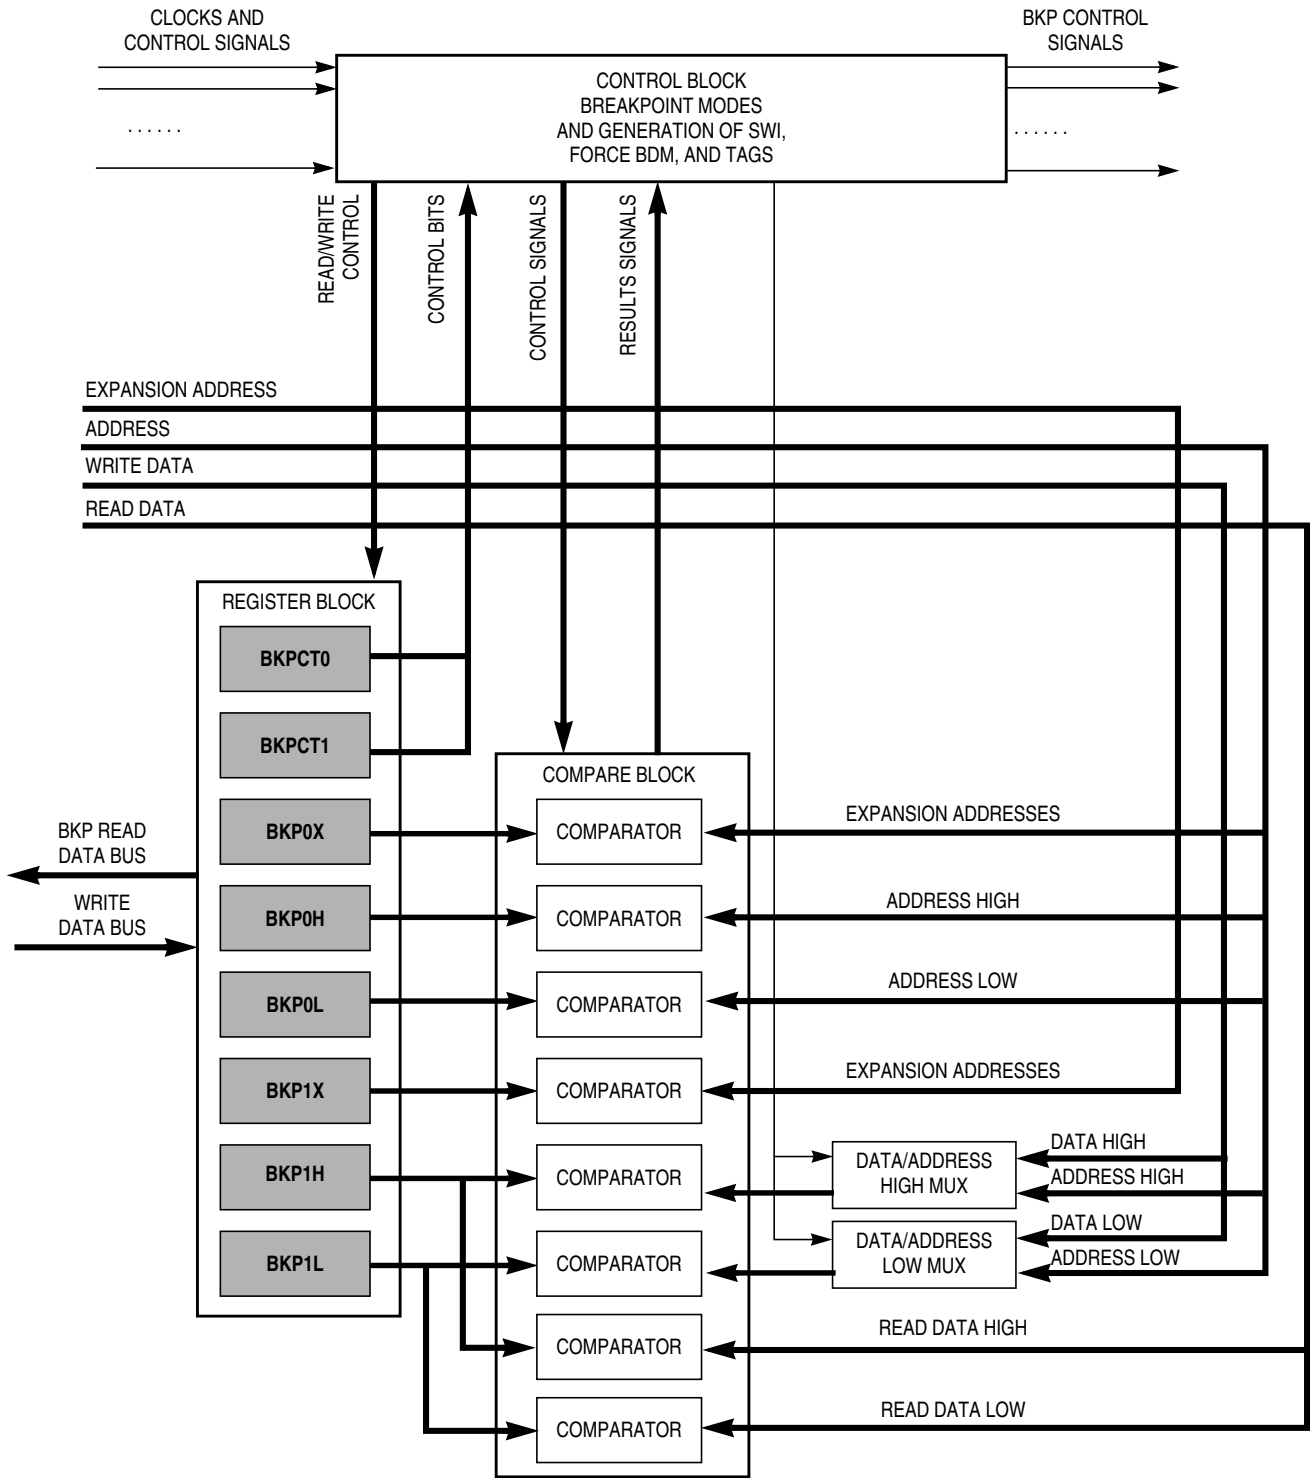 CLOCKS AND
CONTROL SIGNALS
BKP CONTROL
SIGNALS
CONTROL BLOCK
BREAKPOINT MODES
AND GENERATION OF SWI,
FORCE BDM, AND TAGS
. . . . . .
. . . . . .
READ/WRITE
CONTROL
CONTROL BITS
CONTROL SIGNALS
RESULTS SIGNALS
EXPANSION ADDRESS
ADDRESS
WRITE DATA
READ DATA
REGISTER BLOCK
BKPCT0
BKPCT1
COMPARE BLOCK
BKP READ
DATA BUS
BKP0X
COMPARATOR
EXPANSION ADDRESSES
WRITE
DATA BUS
BKP0H
COMPARATOR
ADDRESS HIGH
BKP0L
COMPARATOR
ADDRESS LOW
BKP1X
COMPARATOR
EXPANSION ADDRESSES
BKP1H
COMPARATOR
DATA/ADDRESS
HIGH MUX
DATA HIGH
ADDRESS HIGH
BKP1L
COMPARATOR
DATA/ADDRESS
LOW MUX
DATA LOW
ADDRESS LOW
COMPARATOR
READ DATA HIGH
COMPARATOR
READ DATA LOW